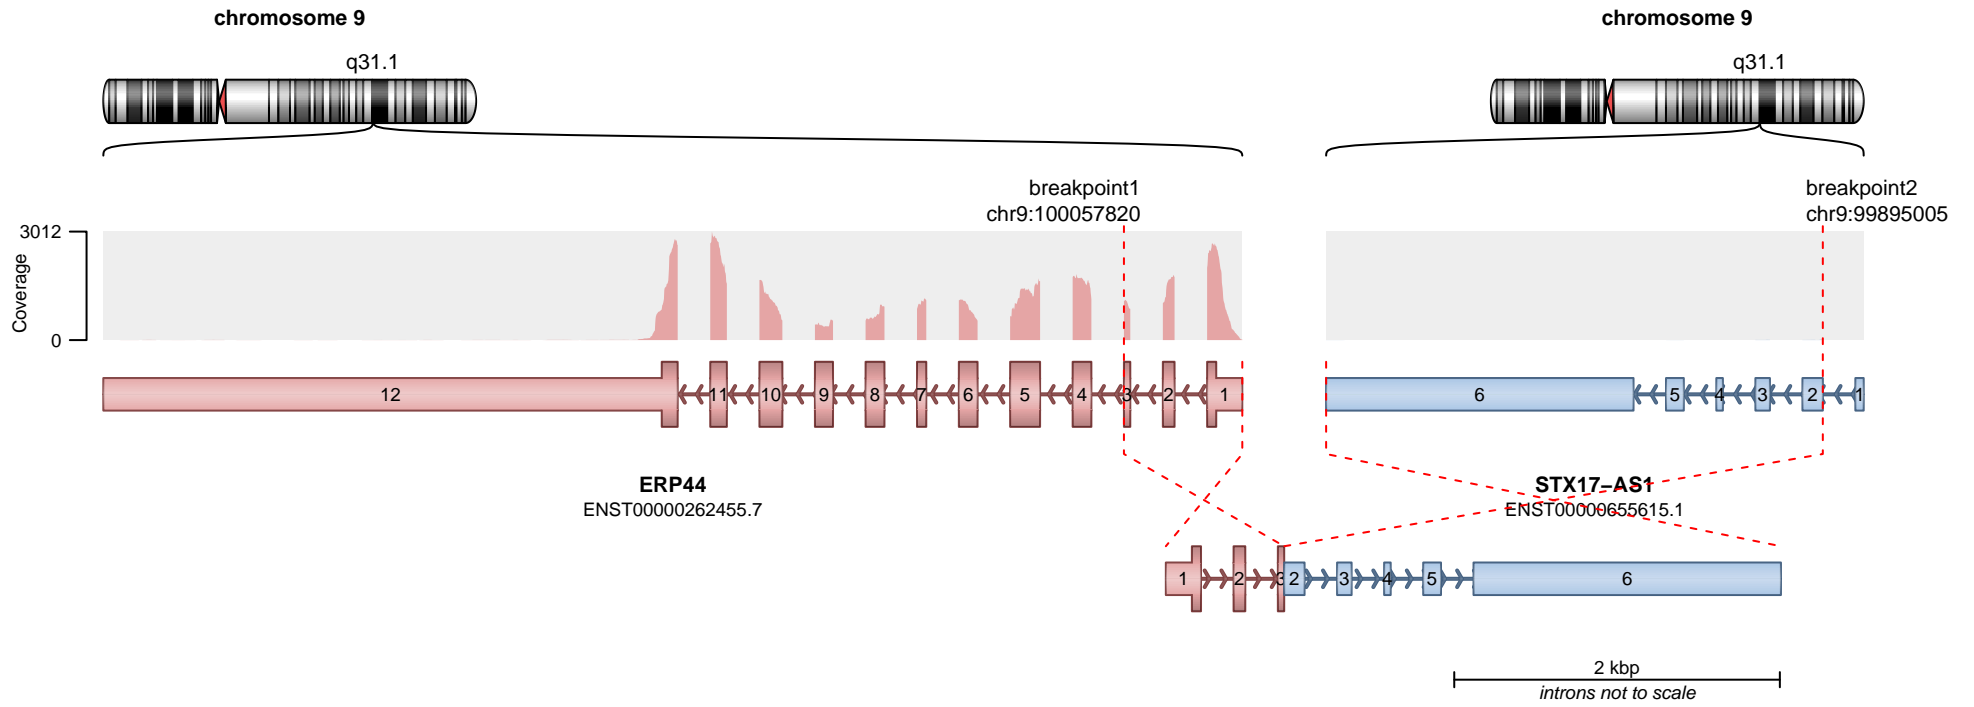 chromosome 9
chromosome 9
q31.1
q31.1
breakpoint1
chr9:100057820
breakpoint2
chr9:99895005
3012
Coverage
0
12 11 10 9 8 7 6 5 4 3 2 1
6 5 4 3 2 1
ERP44
ENST00000262455.7
STX17−AS1
ENST00000655615.1
1 2 3 2 3 4 5 6
2 kbp
introns not to scale